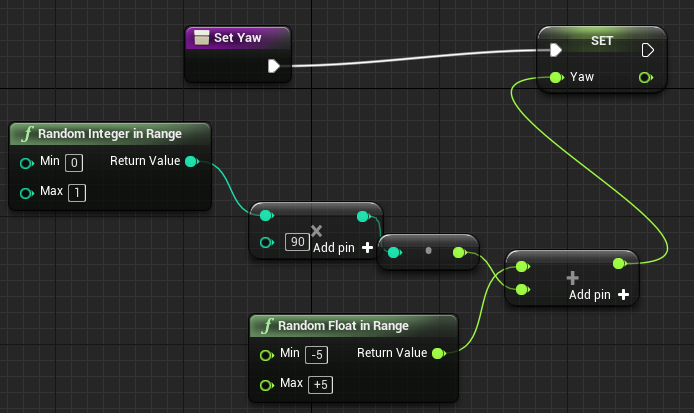 Set Yaw
SET
Yaw
Random Integer in Range
Min 0 Return Value
Max 1
90
Add pin +
Add pin +
Random Float in Range
Min -5 Return Value
Max +5